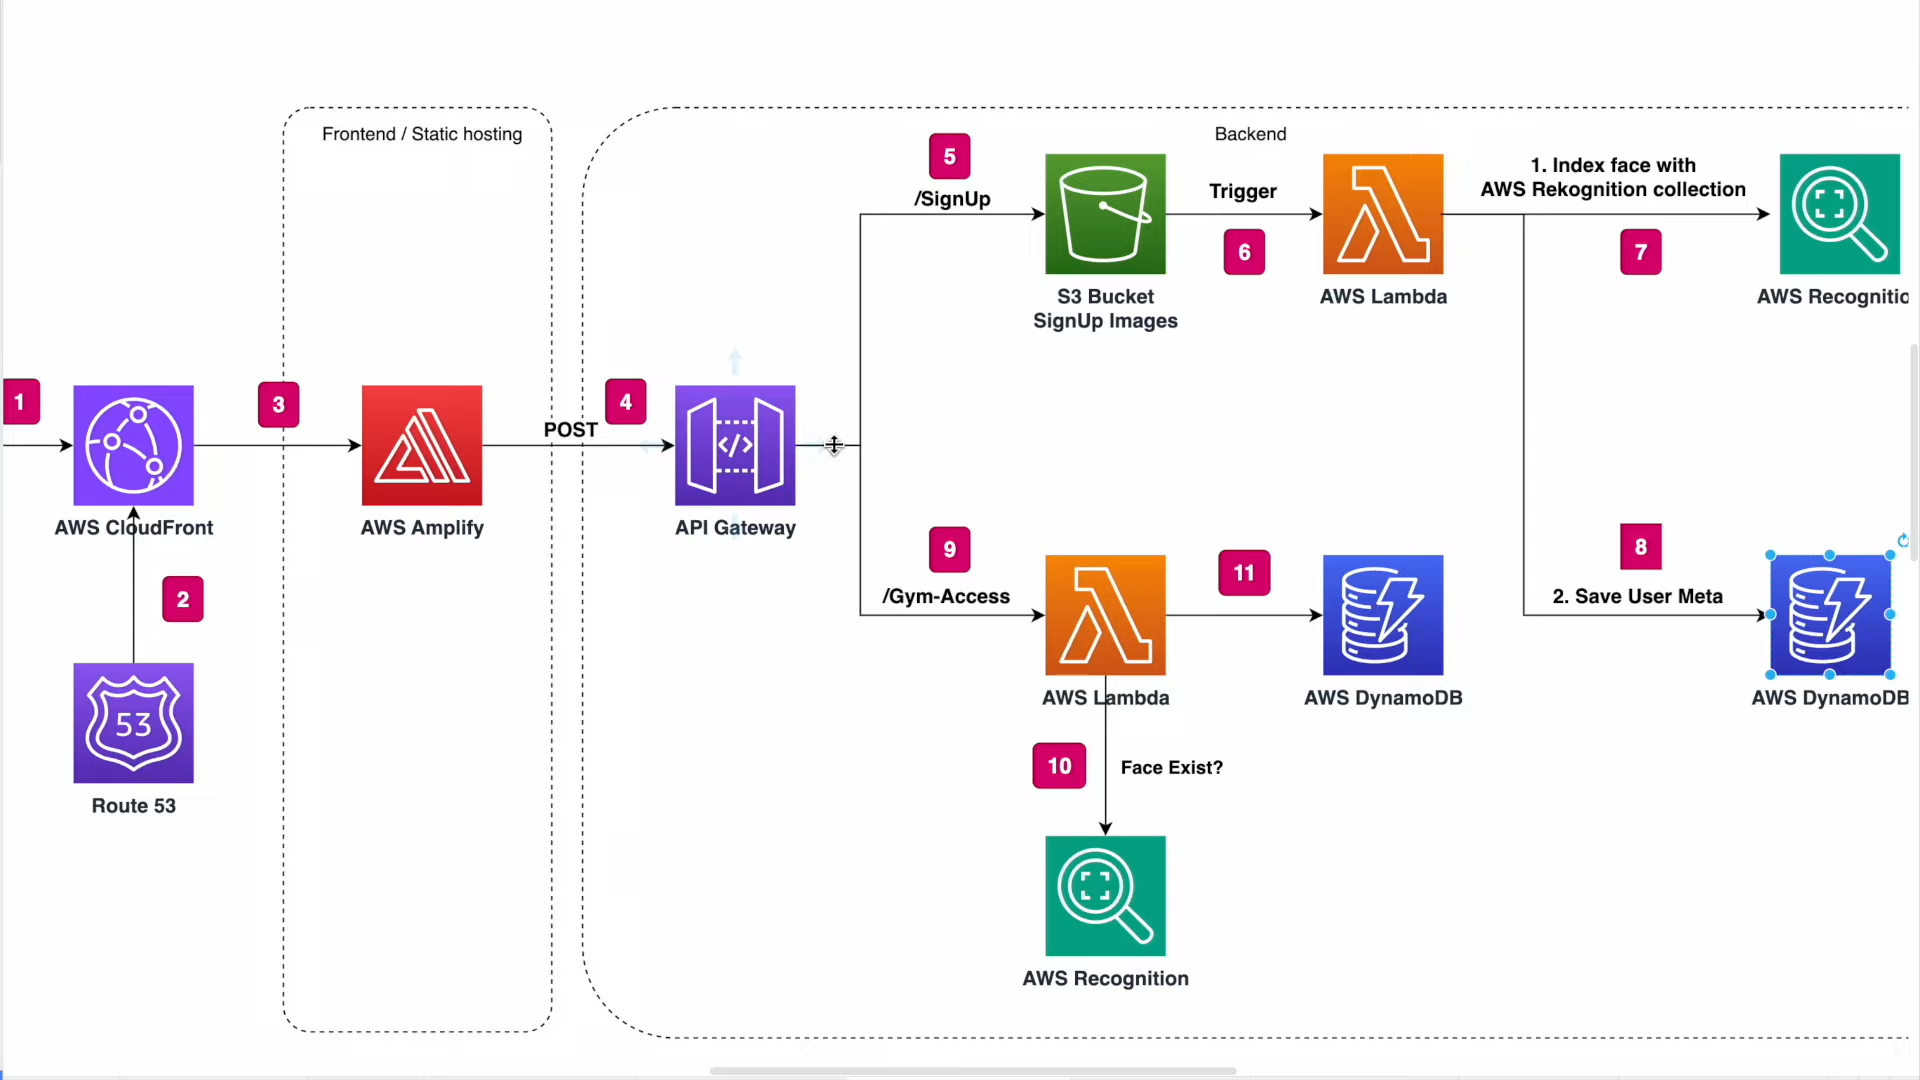 Frontend / Static hosting
Backend
5
/SignUp
Trigger
6
1. Index face with
AWS Rekognition collection
7
S3 Bucket
SignUp Images
AWS Lambda
AWS Recognitio
1
3
POST
4
AWS CloudFront
AWS Amplify
</>
API Gateway
2
53
Route 53
9
/Gym-Access
11
8
2. Save User Meta
AWS Lambda
AWS DynamoDB
AWS DynamoDB
10
Face Exist?
AWS Recognition